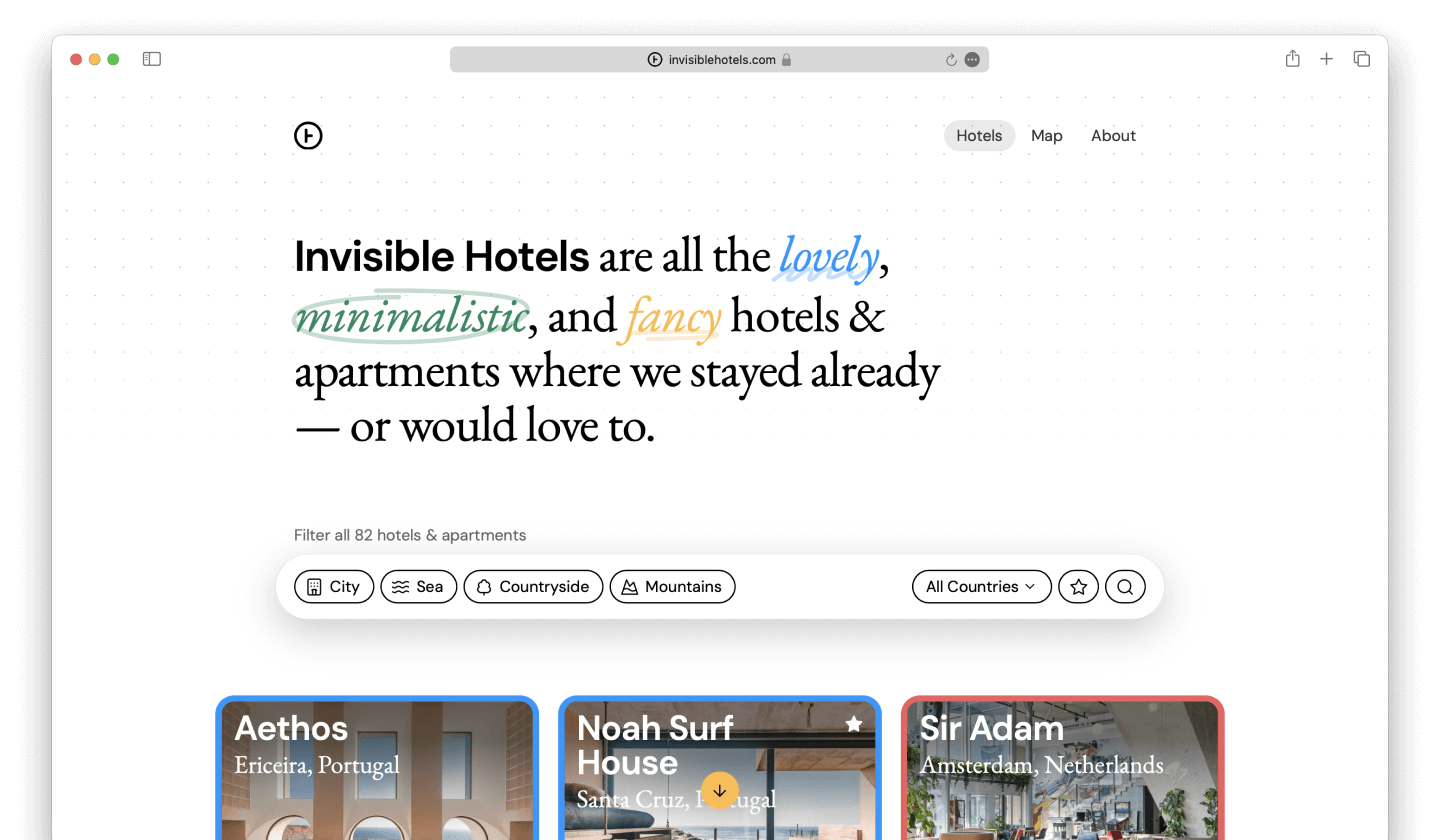 invisiblehotels.com
Hotels Map About
Invisible Hotels are all the lovely,
minimalistic, and fancy hotels &
apartments where we stayed already
— or would love to.
Filter all 82 hotels & apartments
City Sea Countryside Mountains All Countries
Aethos
Ericeira, Portugal
Noah Surf
House
Santa Cruz, Portugal
Sir Adam
Amsterdam, Netherlands